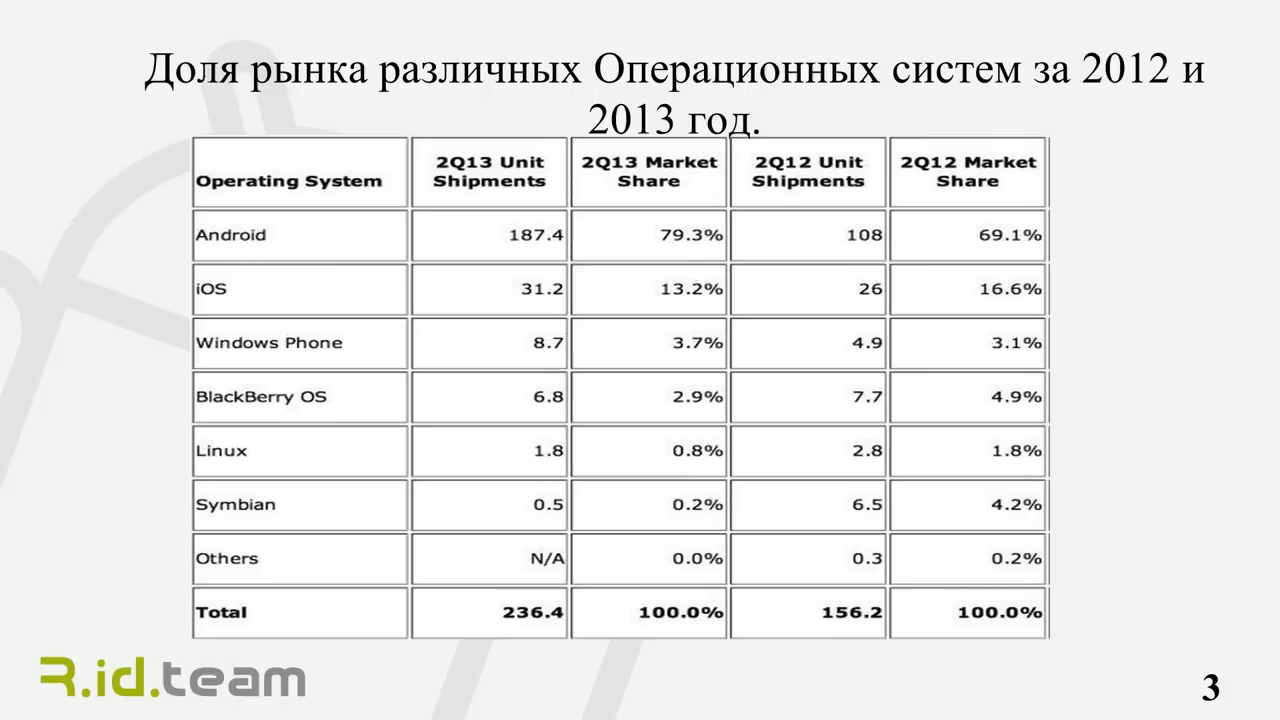 Доля рынка различных Операционных систем за 2012 и
2013 год.
Operating System 2Q13 Unit Shipments 2Q13 Market Share 2Q12 Unit Shipments 2Q12 Market Share
Android 187.4 79.3% 108 69.1%
iOS 31.2 13.2% 26 16.6%
Windows Phone 8.7 3.7% 4.9 3.1%
BlackBerry OS 6.8 2.9% 7.7 4.9%
Linux 1.8 0.8% 2.8 1.8%
Symbian 0.5 0.2% 6.5 4.2%
Others N/A 0.0% 0.3 0.2%
Total 236.4 100.0% 156.2 100.0%
R.id.team
3